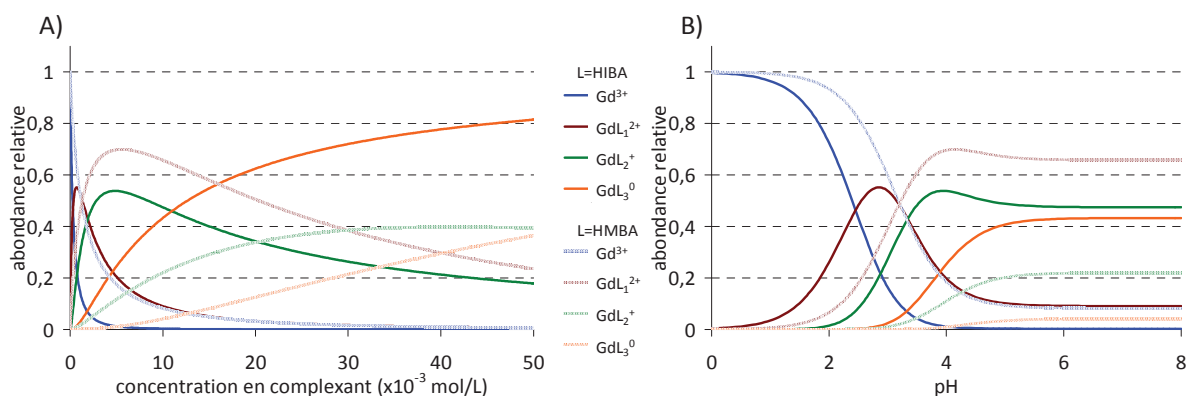 A)
abondance relative
1
0,8
0,6
0,4
0,2
0
0 10 20 30 40 50
concentration en complexant (x10⁻³ mol/L)
L=HIBA
Gd³⁺
GdL₁²⁺
GdL₂⁺
GdL₃⁰
L=HMBA
Gd³⁺
GdL₁²⁺
GdL₂⁺
GdL₃⁰
B)
abondance relative
1
0,8
0,6
0,4
0,2
0
0 2 4 6 8
pH